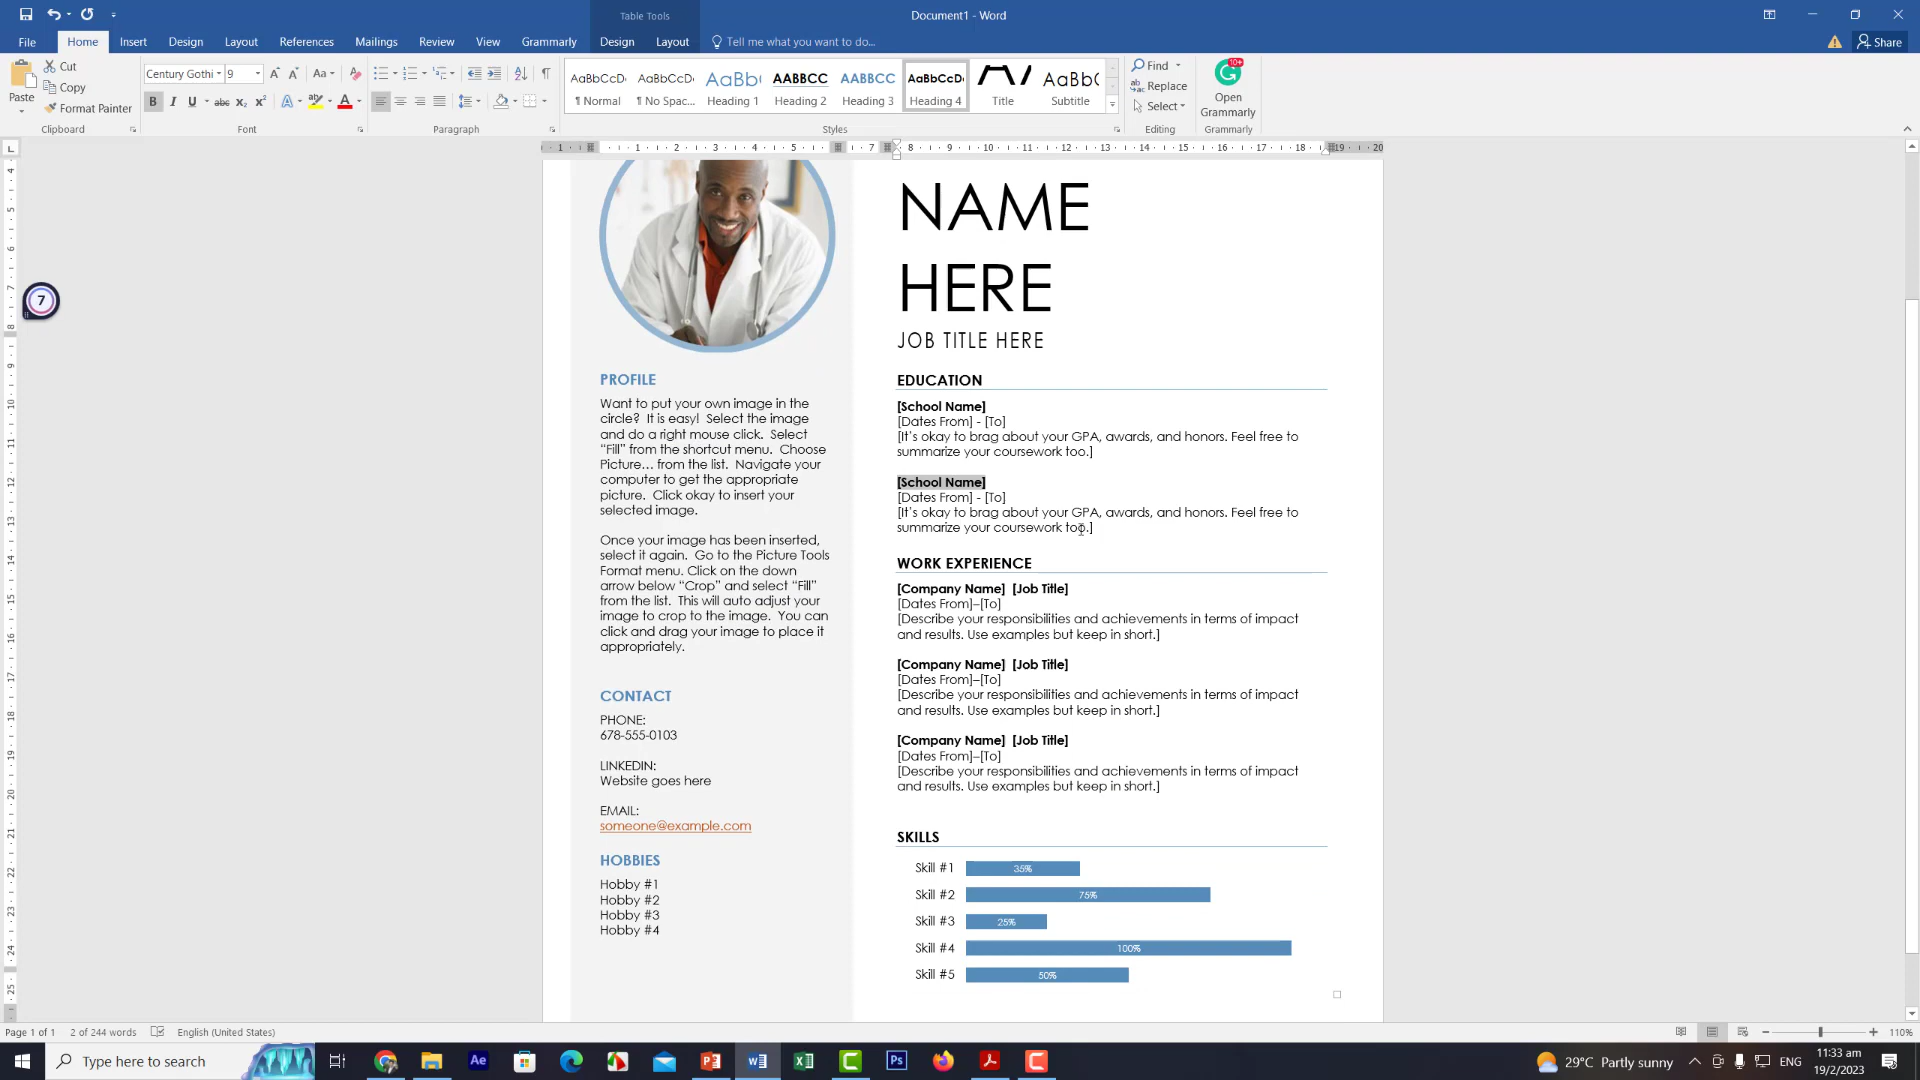 Table Tools
Document1 - Word
File
Home
Insert
Design
Layout
References
Mailings
Review
View
Grammarly
Design
Layout
Tell me what you want to do...
Share
Paste
Cut
Copy
Format Painter
Clipboard
Century Gothi
9
Font
Paragraph
AaBbCcDc
¶ Normal
AaBbCcDc
¶ No Spac...
AaBb(
Heading 1
AABBCC
Heading 2
AABBCC
Heading 3
AaBbCcDc
Heading 4
Title
AaBb(
Subtitle
Styles
Find
Replace
Select
Editing
10+
Open
Grammarly
Grammarly
7
NAME
HERE
JOB TITLE HERE
PROFILE
Want to put your own image in the
circle?  It is easy!  Select the image
and do a right mouse click.  Select
“Fill” from the shortcut menu.  Choose
Picture… from the list.  Navigate your
computer to get the appropriate
picture.  Click okay to insert your
selected image.
Once your image has been inserted,
select it again.  Go to the Picture Tools
Format menu. Click on the down
arrow below “Crop” and select “Fill”
from the list.  This will auto adjust your
image to crop to the image.  You can
click and drag your image to place it
appropriately.
CONTACT
PHONE:
678-555-0103
LINKEDIN:
Website goes here
EMAIL:
someone@example.com
HOBBIES
Hobby #1
Hobby #2
Hobby #3
Hobby #4
EDUCATION
[School Name]
[Dates From] - [To]
[It’s okay to brag about your GPA, awards, and honors. Feel free to
summarize your coursework too.]
[School Name]
[Dates From] - [To]
[It’s okay to brag about your GPA, awards, and honors. Feel free to
summarize your coursework too.]
WORK EXPERIENCE
[Company Name]  [Job Title]
[Dates From]–[To]
[Describe your responsibilities and achievements in terms of impact
and results. Use examples but keep in short.]
[Company Name]  [Job Title]
[Dates From]–[To]
[Describe your responsibilities and achievements in terms of impact
and results. Use examples but keep in short.]
[Company Name]  [Job Title]
[Dates From]–[To]
[Describe your responsibilities and achievements in terms of impact
and results. Use examples but keep in short.]
SKILLS
Skill #1 35%
Skill #2 75%
Skill #3 25%
Skill #4 100%
Skill #5 50%
Page 1 of 1
2 of 244 words
English (United States)
110%
Type here to search
29°C Partly sunny
ENG
11:33 am
19/2/2023